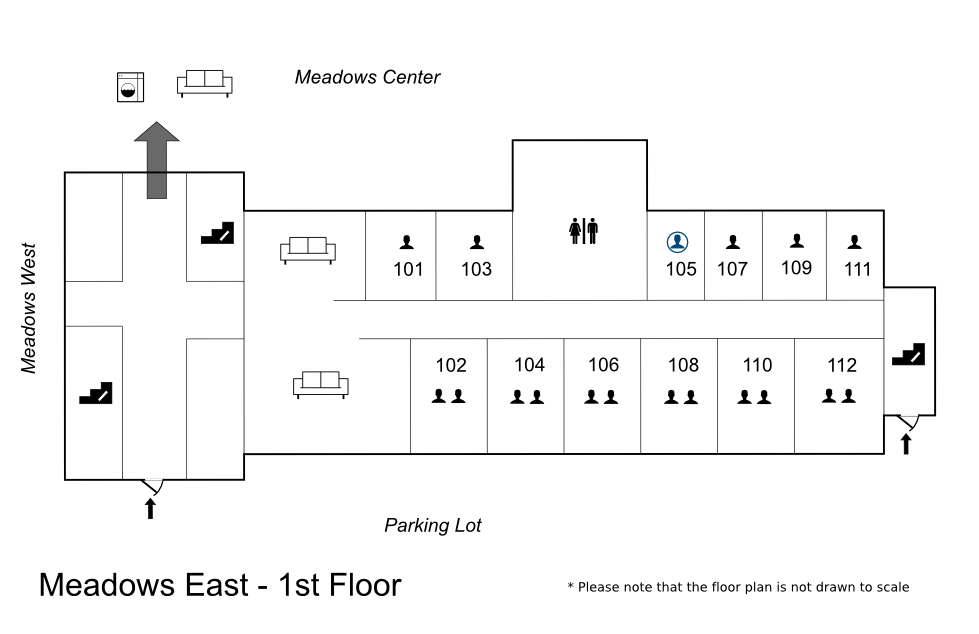 Meadows Center
Meadows West
101
103
105
107
109
111
102
104
106
108
110
112
Parking Lot
Meadows East - 1st Floor
* Please note that the floor plan is not drawn to scale